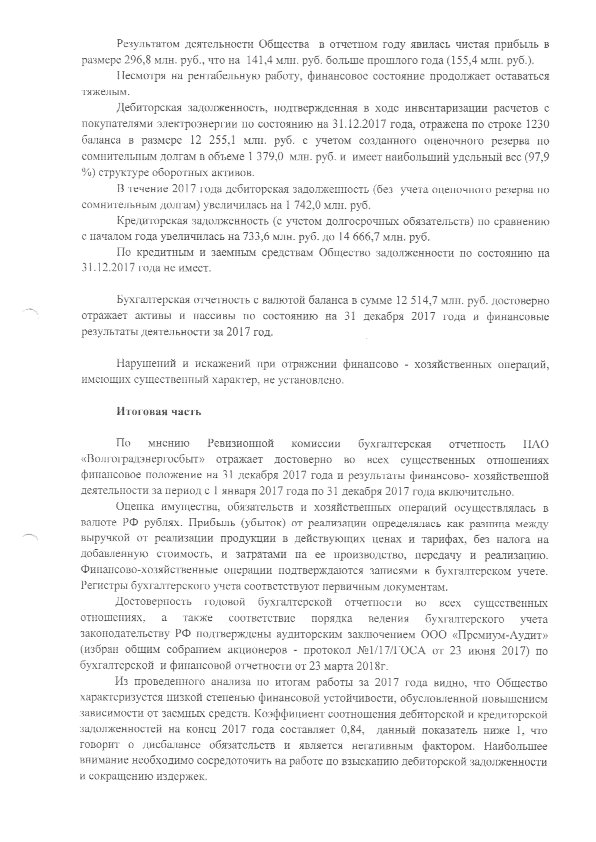 Результатом деятельности Общества в отчетном году явилась чистая прибыль в
размере 296,8 млн. руб., что на 141,4 млн. руб. больше прошлого года (155,4 млн. руб.).
Несмотря на рентабельную работу, финансовое состояние продолжает оставаться
тяжелым.
Дебиторская задолженность, подтвержденная в ходе инвентаризации расчетов с
покупателями электроэнергии по состоянию на 31.12.2017 года, отражена по строке 1230
баланса в размере 12 255,1 млн. руб. с учетом созданного оценочного резерва по
сомнительным долгам в объеме 1 379,0 млн. руб. и имеет наибольший удельный вес (97,9
%) структуре оборотных активов.
В течение 2017 года дебиторская задолженность (без учета оценочного резерва по
сомнительным долгам) увеличилась на 1 742,0 млн. руб.
Кредиторская задолженность (с учетом долгосрочных обязательств) по сравнению
с началом года увеличилась на 733,6 млн. руб. до 14 666,7 млн. руб.
По кредитным и заемным средствам Общество задолженности по состоянию на
31.12.2017 года не имеет.
Бухгалтерская отчетность с валютой баланса в сумме 12 514,7 млн. руб. достоверно
отражает активы и пассивы по состоянию на 31 декабря 2017 года и финансовые
результаты деятельности за 2017 год.
Нарушений и искажений при отражении финансово - хозяйственных операций,
имеющих существенный характер, не установлено.
Итоговая часть
По мнению Ревизионной комиссии бухгалтерская отчетность ПАО
«Волгоградэнергосбыт» отражает достоверно во всех существенных отношениях
финансовое положение на 31 декабря 2017 года и результаты финансово- хозяйственной
деятельности за период с 1 января 2017 года по 31 декабря 2017 года включительно.
Оценка имущества, обязательств и хозяйственных операций осуществлялась в
валюте РФ рублях. Прибыль (убыток) от реализации определялась как разница между
выручкой от реализации продукции в действующих ценах и тарифах, без налога на
добавленную стоимость, и затратами на ее производство, передачу и реализацию.
Финансово-хозяйственные операции подтверждаются записями в бухгалтерском учете.
Регистры бухгалтерского учета соответствуют первичным документам.
Достоверность годовой бухгалтерской отчетности во всех существенных
отношениях, а также соответствие порядка ведения бухгалтерского учета
законодательству РФ подтверждены аудиторским заключением ООО «Премиум-Аудит»
(избран общим собранием акционеров - протокол №1/17/ГОСА от 23 июня 2017) по
бухгалтерской и финансовой отчетности от 23 марта 2018г.
Из проведенного анализа по итогам работы за 2017 года видно, что Общество
характеризуется низкой степенью финансовой устойчивости, обусловленной повышением
зависимости от заемных средств. Коэффициент соотношения дебиторской и кредиторской
задолженностей на конец 2017 года составляет 0,84, данный показатель ниже 1, что
говорит о дисбалансе обязательств и является негативным фактором. Наибольшее
внимание необходимо сосредоточить на работе по взысканию дебиторской задолженности
и сокращению издержек.